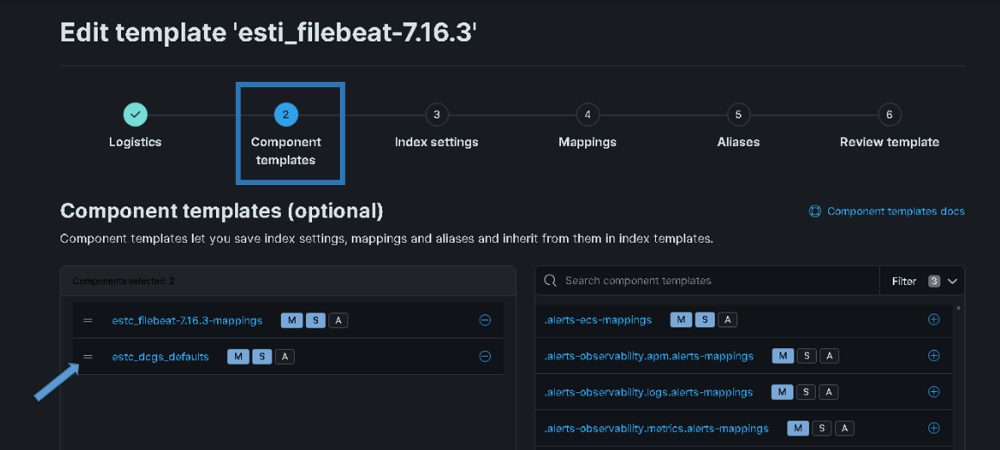 Edit template 'esti_filebeat-7.16.3'
2
3
4
5
6
Logistics
Component
templates
Index settings
Mappings
Aliases
Review template
Component templates (optional)
Component templates docs
Component templates let you save index settings, mappings and aliases and inherit from them in index templates.
Components selected: 2
estc_filebeat-7.16.3-mappings M S A
estc_dcgs_defaults M S A
Search component templates
Filter 3
.alerts-ecs-mappings M S A
.alerts-observability.apm.alerts-mappings M S A
.alerts-observability.logs.alerts-mappings M S A
.alerts-observability.metrics.alerts-mappings M S A